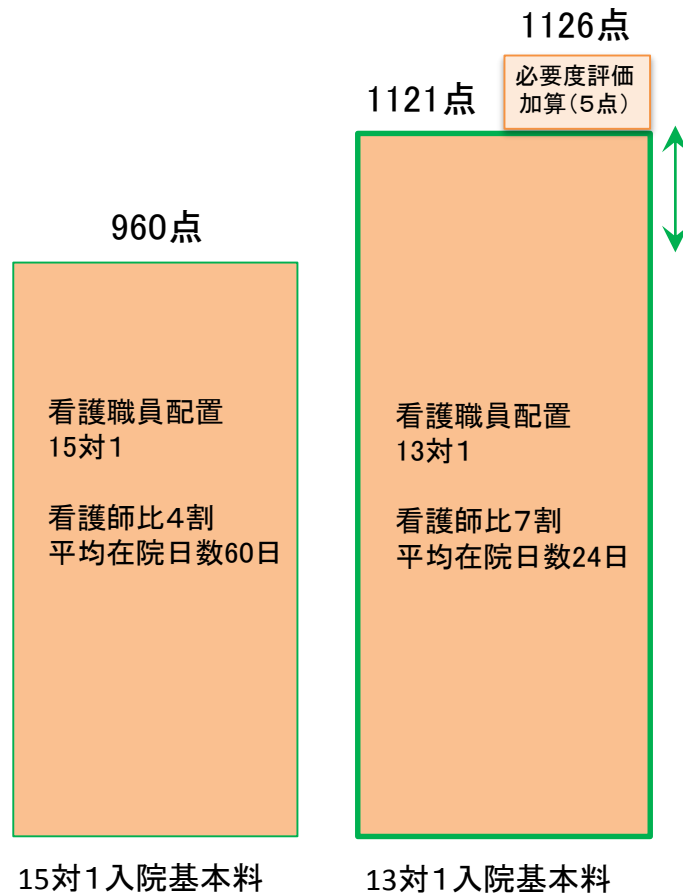 1126点
必要度評価
加算(５点)
1121点
960点
看護職員配置
15対１
看護師比４割
平均在院日数60日
看護職員配置
13対１
看護師比７割
平均在院日数24日
15対１入院基本料
13対１入院基本料